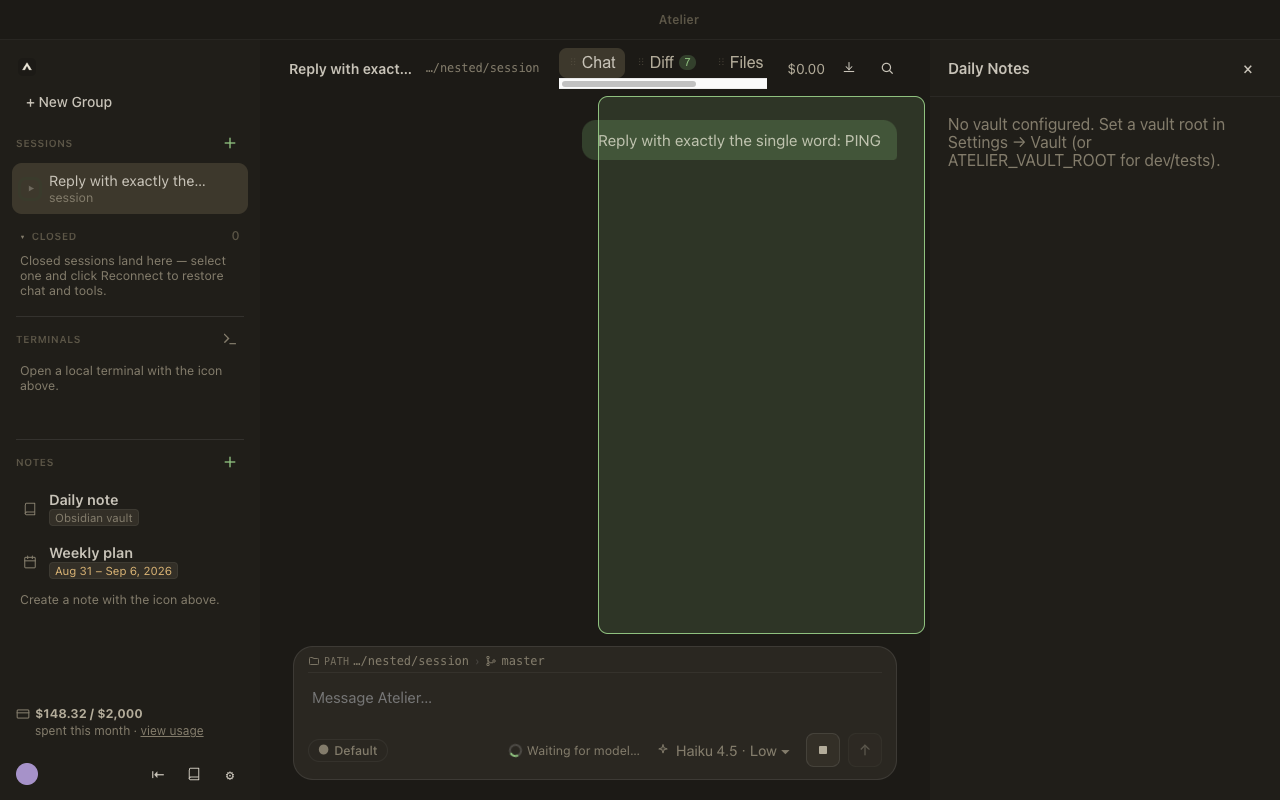 Atelier
+ New Group
SESSIONS
Reply with exactly the...
session
CLOSED 0
Closed sessions land here — select
one and click Reconnect to restore
chat and tools.
TERMINALS
Open a local terminal with the icon
above.
NOTES
Daily note
Obsidian vault
Weekly plan
Aug 31 – Sep 6, 2026
Create a note with the icon above.
$148.32 / $2,000
spent this month · view usage
Reply with exact... …/nested/session Chat Diff 7 Files $0.00
Reply with exactly the single word: PING
PATH …/nested/session › master
Message Atelier...
Default Waiting for model... Haiku 4.5 · Low
Daily Notes ×
No vault configured. Set a vault root in
Settings → Vault (or
ATELIER_VAULT_ROOT for dev/tests).